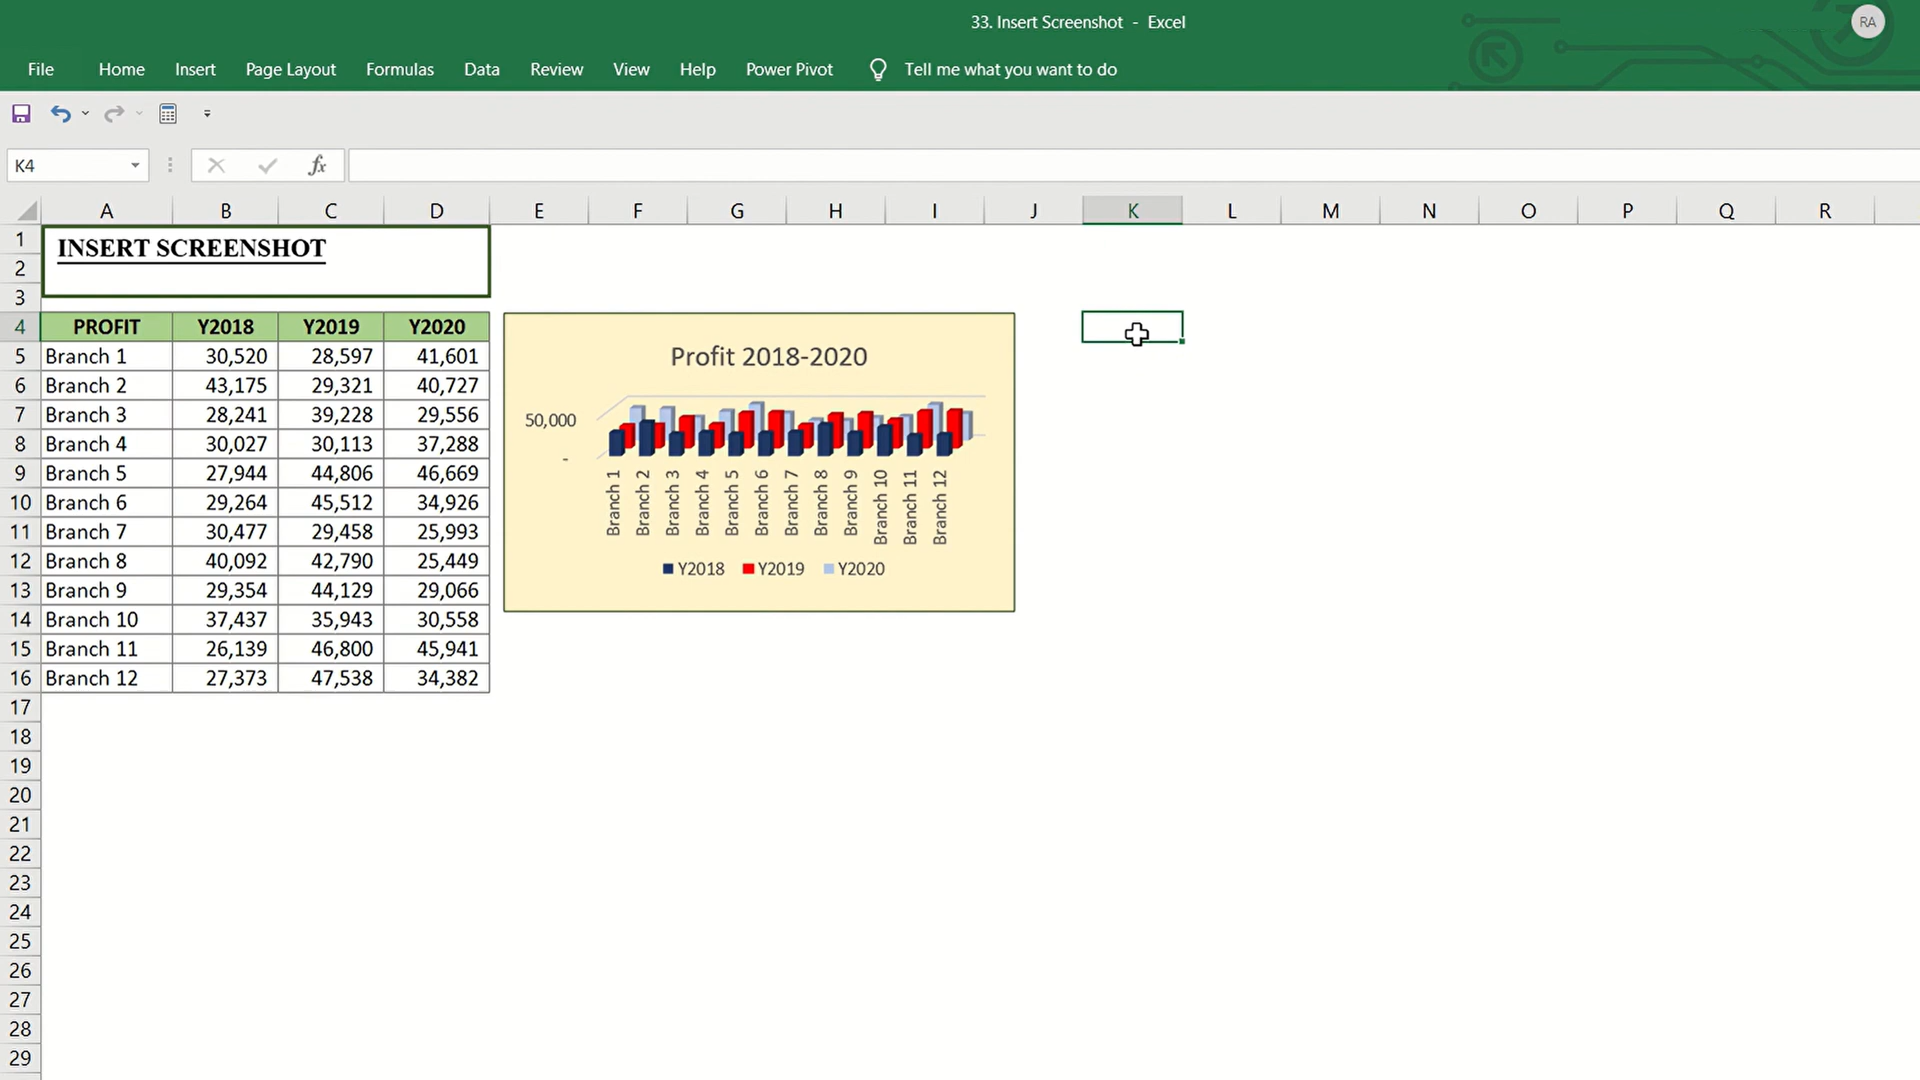 33. Insert Screenshot - Excel
RA
File Home Insert Page Layout Formulas Data Review View Help Power Pivot Tell me what you want to do
K4 fx
A B C D E F G H I J K L M N O P Q R
1 INSERT SCREENSHOT
2
3
4 PROFIT Y2018 Y2019 Y2020
5 Branch 1 30,520 28,597 41,601
6 Branch 2 43,175 29,321 40,727
7 Branch 3 28,241 39,228 29,556
8 Branch 4 30,027 30,113 37,288
9 Branch 5 27,944 44,806 46,669
10 Branch 6 29,264 45,512 34,926
11 Branch 7 30,477 29,458 25,993
12 Branch 8 40,092 42,790 25,449
13 Branch 9 29,354 44,129 29,066
14 Branch 10 37,437 35,943 30,558
15 Branch 11 26,139 46,800 45,941
16 Branch 12 27,373 47,538 34,382
17
18
19
20
21
22
23
24
25
26
27
28
29
Profit 2018-2020
50,000
-
Branch 1
Branch 2
Branch 3
Branch 4
Branch 5
Branch 6
Branch 7
Branch 8
Branch 9
Branch 10
Branch 11
Branch 12
Y2018 Y2019 Y2020